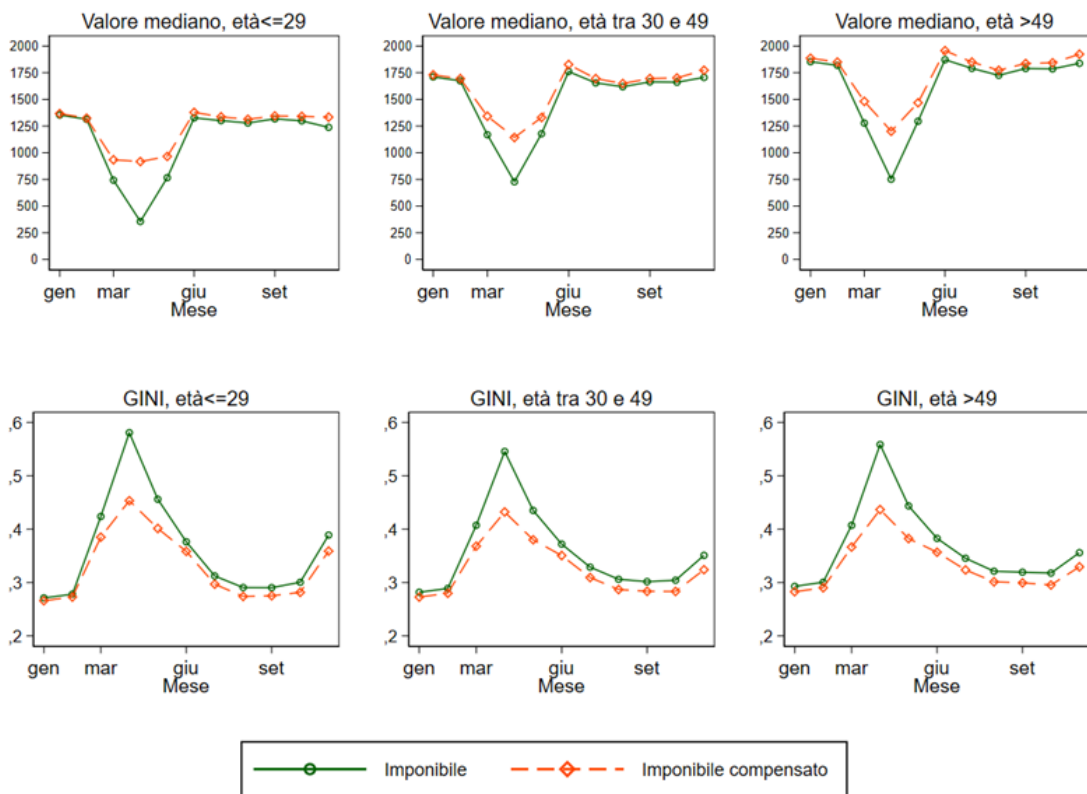 Valore mediano, età<=29
2000
1750
1500
1250
1000
750
500
250
0
gen mar giu set
Mese
Valore mediano, età tra 30 e 49
2000
1750
1500
1250
1000
750
500
250
0
gen mar giu set
Mese
Valore mediano, età >49
2000
1750
1500
1250
1000
750
500
250
0
gen mar giu set
Mese
GINI, età<=29
,6
,5
,4
,3
,2
gen mar giu set
Mese
GINI, età tra 30 e 49
,6
,5
,4
,3
,2
gen mar giu set
Mese
GINI, età >49
,6
,5
,4
,3
,2
gen mar giu set
Mese
Imponibile Imponibile compensato